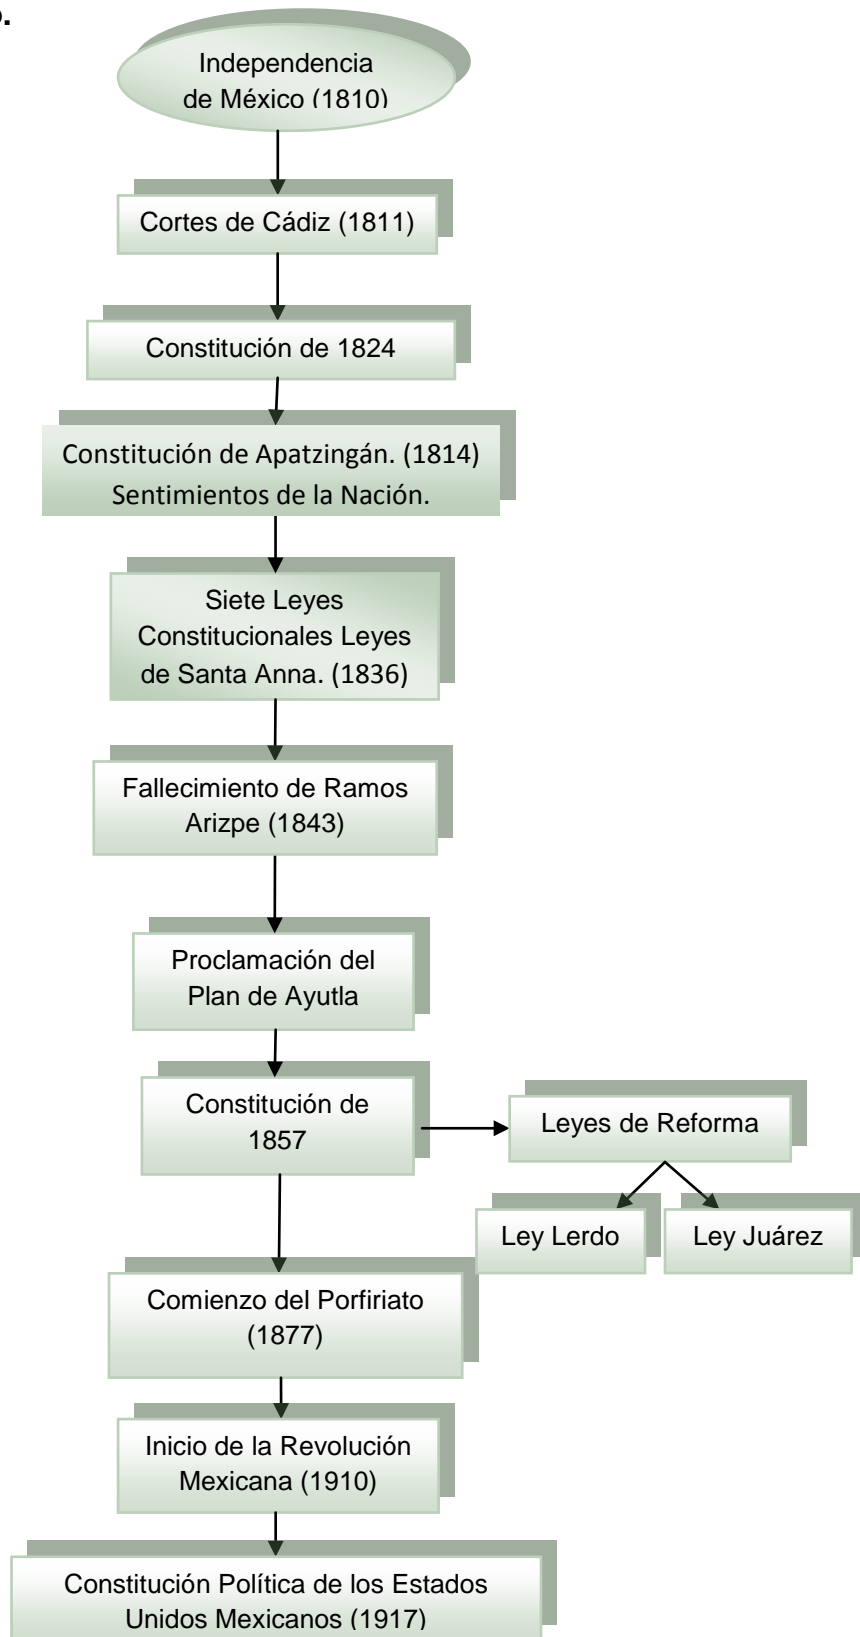 o.
Independencia
de México (1810)
Cortes de Cádiz (1811)
Constitución de 1824
Constitución de Apatzingán. (1814)
Sentimientos de la Nación.
Siete Leyes
Constitucionales Leyes
de Santa Anna. (1836)
Fallecimiento de Ramos
Arizpe (1843)
Proclamación del
Plan de Ayutla
Constitución de
1857
Leyes de Reforma
Ley Lerdo
Ley Juárez
Comienzo del Porfiriato
(1877)
Inicio de la Revolución
Mexicana (1910)
Constitución Política de los Estados
Unidos Mexicanos (1917)